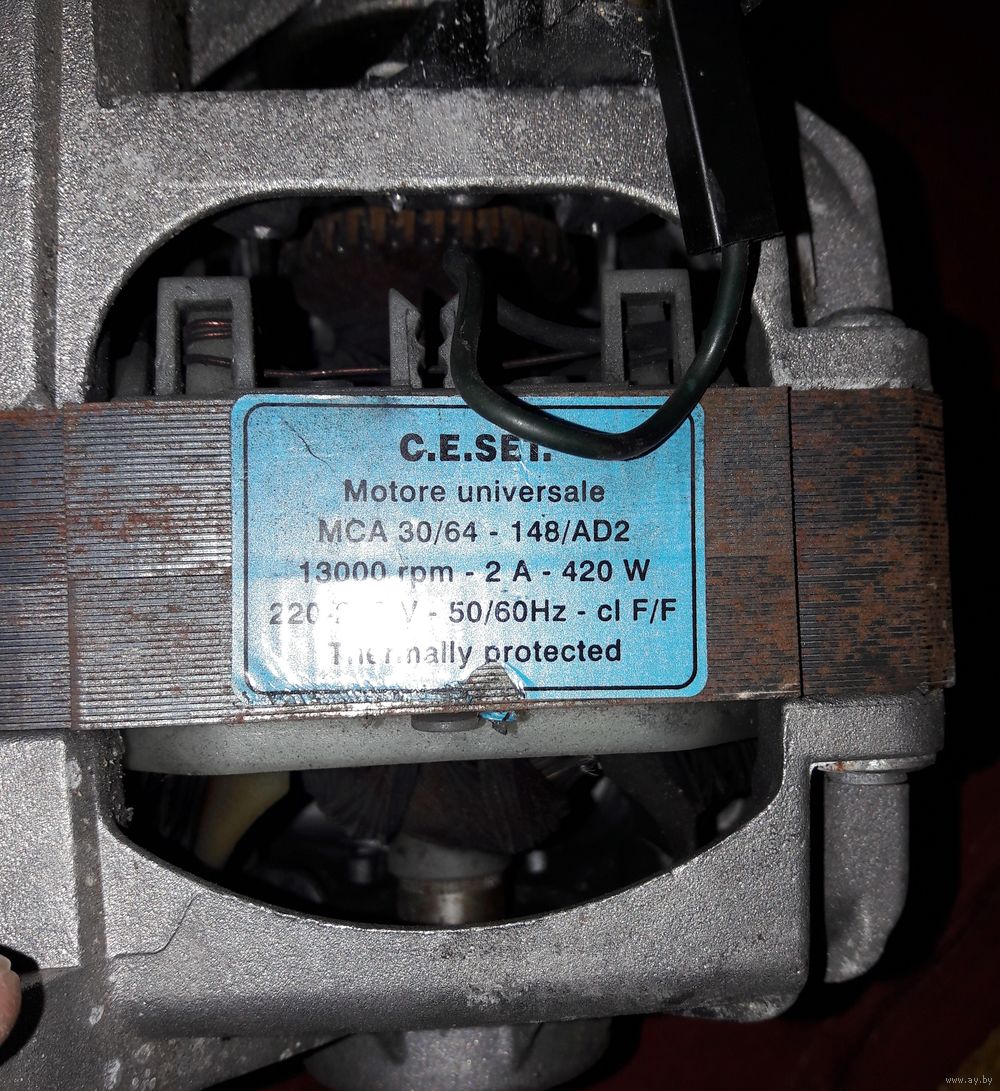 C.E.SET.
Motore universale
MCA 30/64 - 148/AD2
13000 rpm - 2 A - 420 W
220 V - 50/60Hz - cl F/F
Thermally protected
www.ay.by